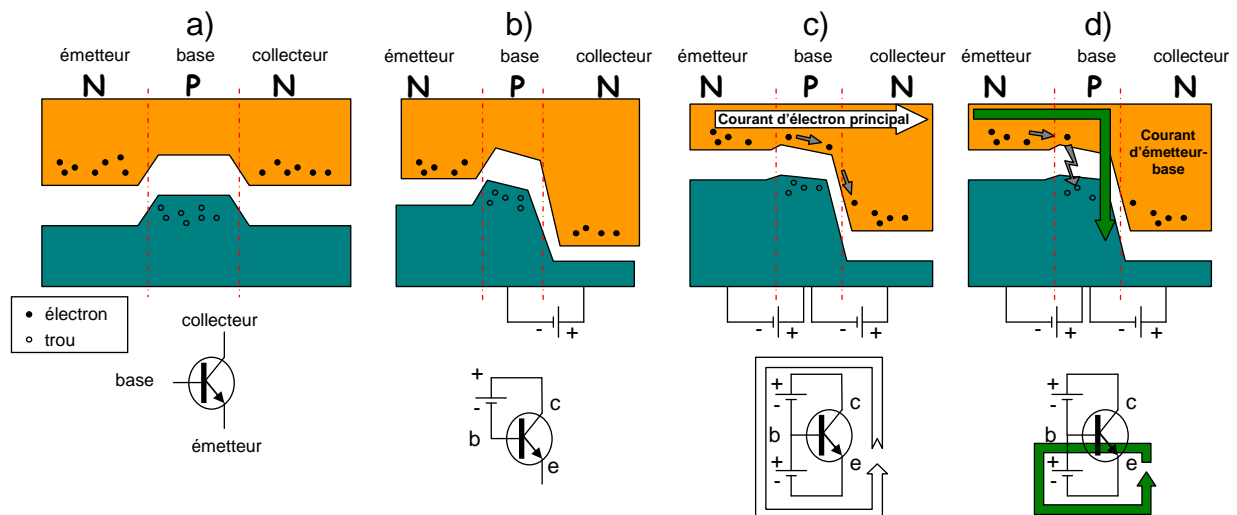 a)
émetteur base collecteur
N P N
électron
trou
collecteur
base
émetteur
b)
émetteur base collecteur
N P N
- +
+
-
c
b
e
c)
émetteur base collecteur
N P N
Courant d'électron principal
- + - +
+
-
c
b
+
e
-
d)
émetteur base collecteur
N P N
Courant
d'émetteur-
base
- + - +
+
-
c
b
+
e
-